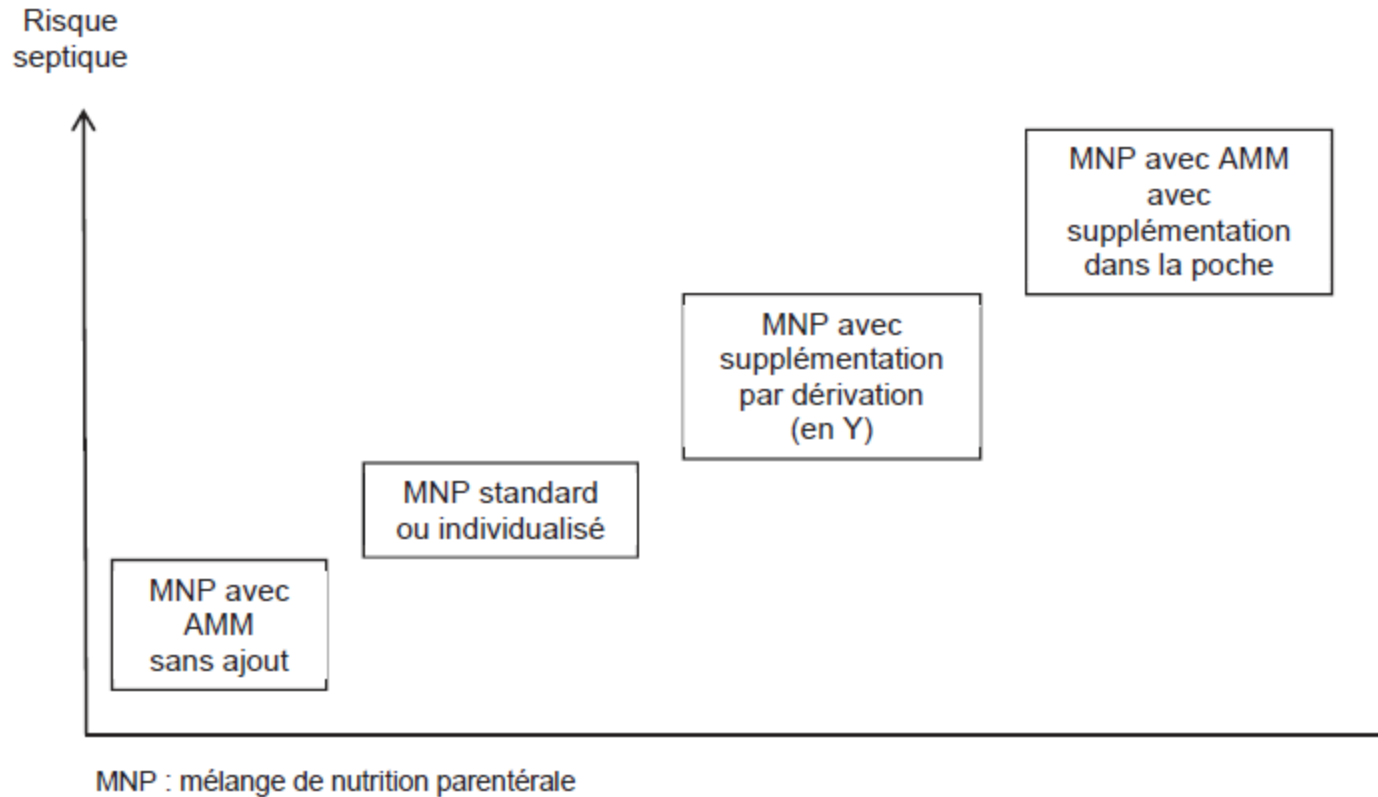 Risque
septique
MNP avec AMM
avec
supplémentation
dans la poche
MNP avec
supplémentation
par dérivation
(en Y)
MNP standard
ou individualisé
MNP avec
AMM
sans ajout
MNP : mélange de nutrition parentérale